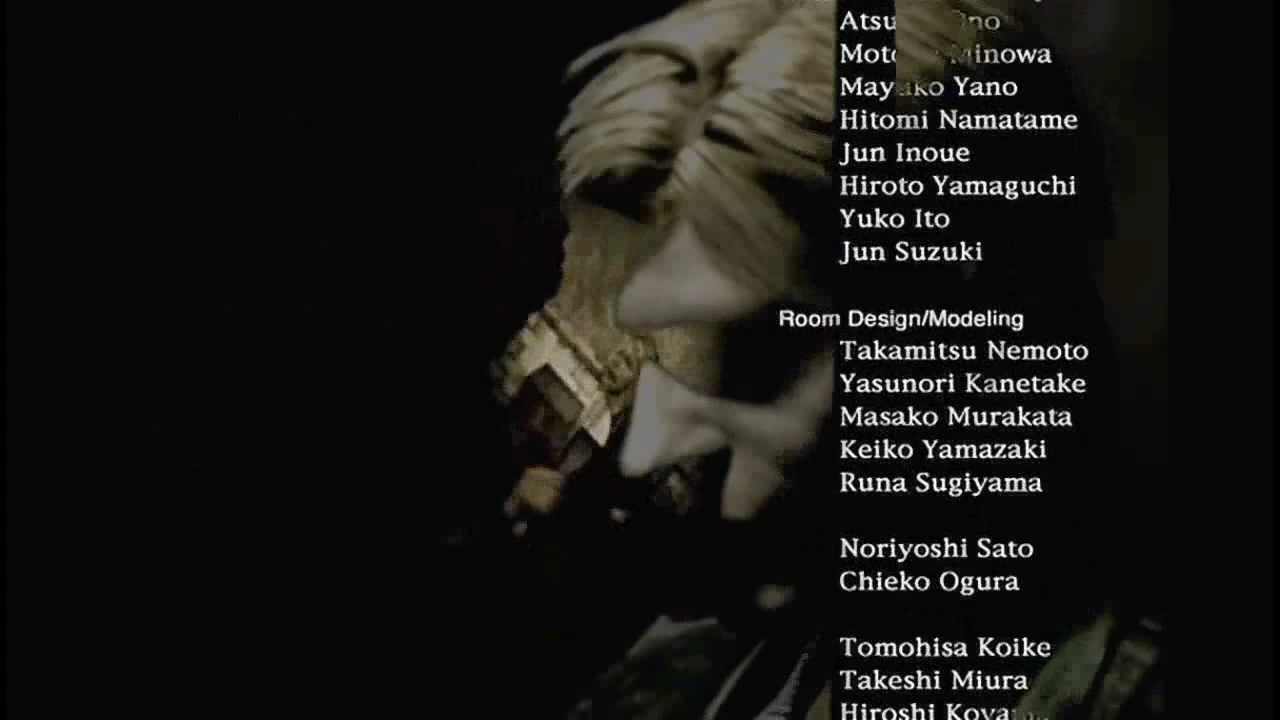 Minowa
Yano
Hitomi Namatame
Jun Inoue
Hiroto Yamaguchi
Yuko Ito
Jun Suzuki
Room Design/Modeling
Takamitsu Nemoto
Yasunori Kanetake
Masako Murakata
Keiko Yamazaki
Runa Sugiyama
Noriyoshi Sato
Chieko Ogura
Tomohisa Koike
Takeshi Miura
Hiroshi